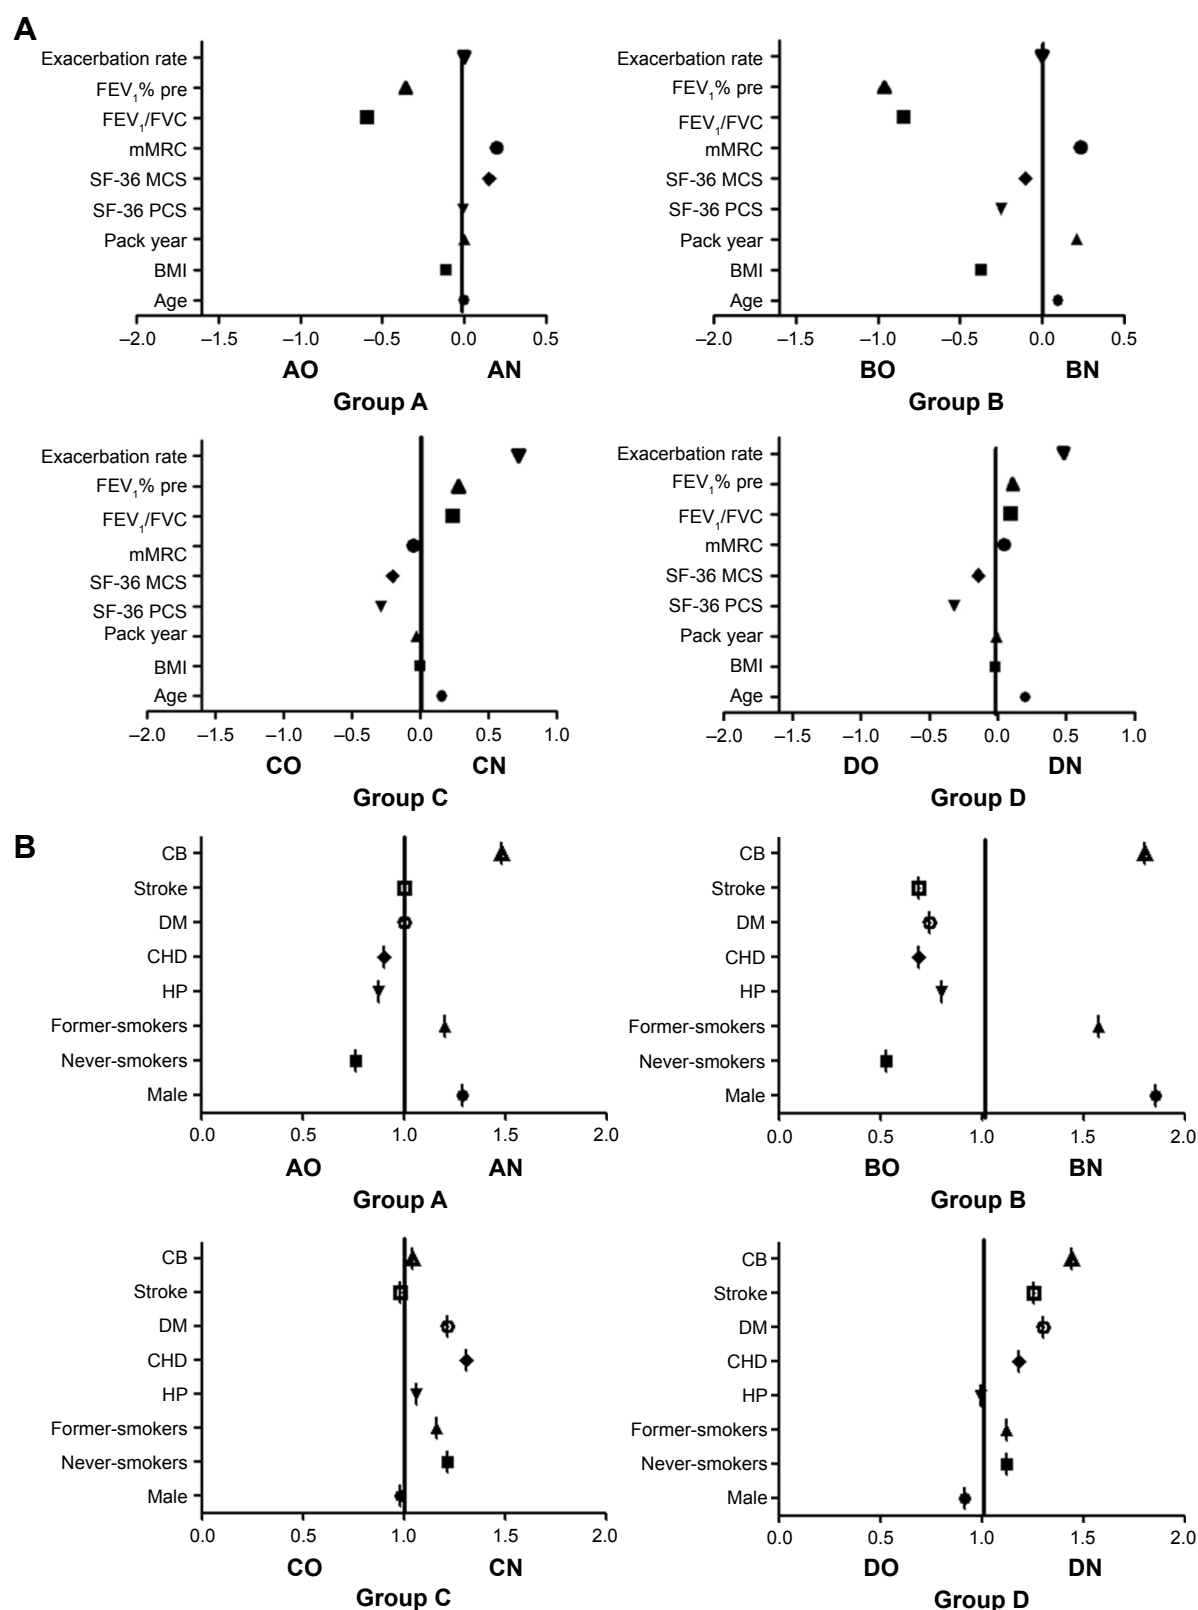 A
Exacerbation rate
FEV1% pre
FEV1/FVC
mMRC
SF-36 MCS
SF-36 PCS
Pack year
BMI
Age
–2.0 –1.5 –1.0 –0.5 0.0 0.5
AO AN
Group A
Exacerbation rate
FEV1% pre
FEV1/FVC
mMRC
SF-36 MCS
SF-36 PCS
Pack year
BMI
Age
–2.0 –1.5 –1.0 –0.5 0.0 0.5
BO BN
Group B
Exacerbation rate
FEV1% pre
FEV1/FVC
mMRC
SF-36 MCS
SF-36 PCS
Pack year
BMI
Age
–2.0 –1.5 –1.0 –0.5 0.0 0.5 1.0
CO CN
Group C
Exacerbation rate
FEV1% pre
FEV1/FVC
mMRC
SF-36 MCS
SF-36 PCS
Pack year
BMI
Age
–2.0 –1.5 –1.0 –0.5 0.0 0.5 1.0
DO DN
Group D
B
CB
Stroke
DM
CHD
HP
Former-smokers
Never-smokers
Male
0.0 0.5 1.0 1.5 2.0
AO AN
Group A
CB
Stroke
DM
CHD
HP
Former-smokers
Never-smokers
Male
0.0 0.5 1.0 1.5 2.0
BO BN
Group B
CB
Stroke
DM
CHD
HP
Former-smokers
Never-smokers
Male
0.0 0.5 1.0 1.5 2.0
CO CN
Group C
CB
Stroke
DM
CHD
HP
Former-smokers
Never-smokers
Male
0.0 0.5 1.0 1.5 2.0
DO DN
Group D